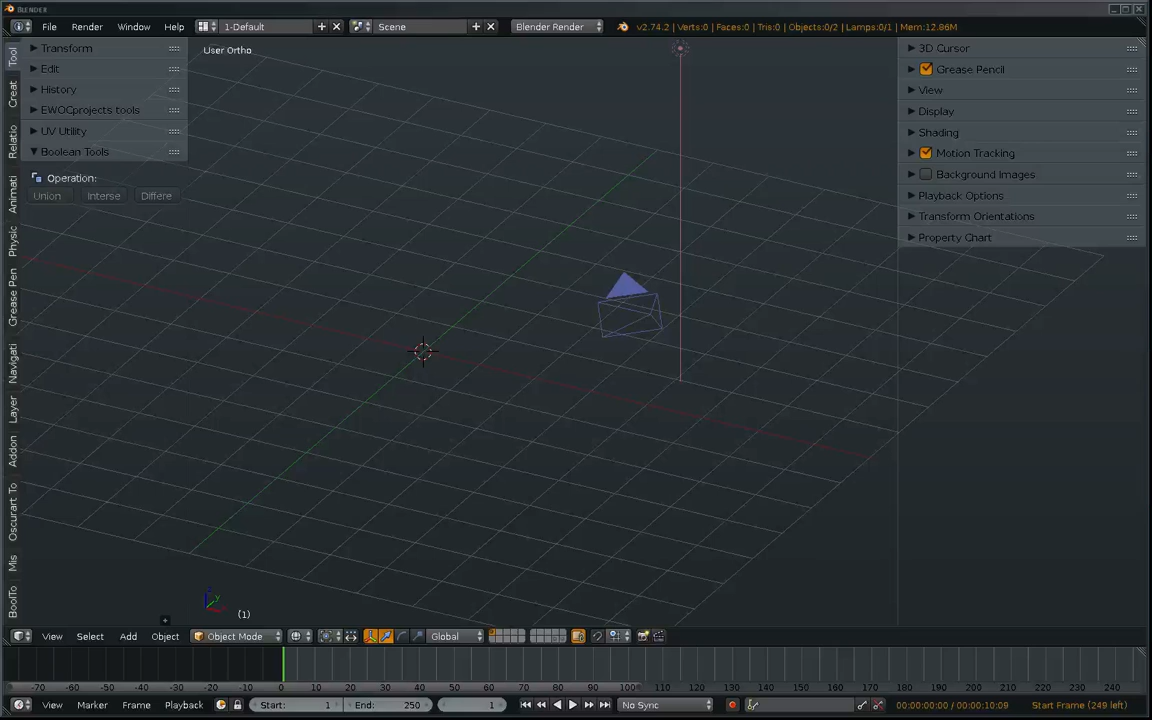 BLENDER
File Render Window Help 1-Default Scene Blender Render v2.74.2 | Verts:0 | Faces:0 | Tris:0 | Objects:0/2 | Lamps:0/1 | Mem:12.86M
User Ortho
Tool
Creat
Relatio
Animati
Physic
Grease Pen
Navigati
Layer
Addon
Oscurart To
Mis
BoolTo
Transform
Edit
History
EWOCprojects tools
UV Utility
Boolean Tools
Operation:
Union Interse Differe
3D Cursor
Grease Pencil
View
Display
Shading
Motion Tracking
Background Images
Playback Options
Transform Orientations
Property Chart
z
y
(1)
View Select Add Object Object Mode Global
-70 -60 -50 -40 -30 -20 -10 0 10 20 30 40 50 60 70 80 90 100 110 120 130 140 150 160 170 180 190 200 210 220 230 240
View Marker Frame Playback Start: 1 End: 250 1 No Sync 00:00:00:00 / 00:00:10:09 Start Frame (249 left)